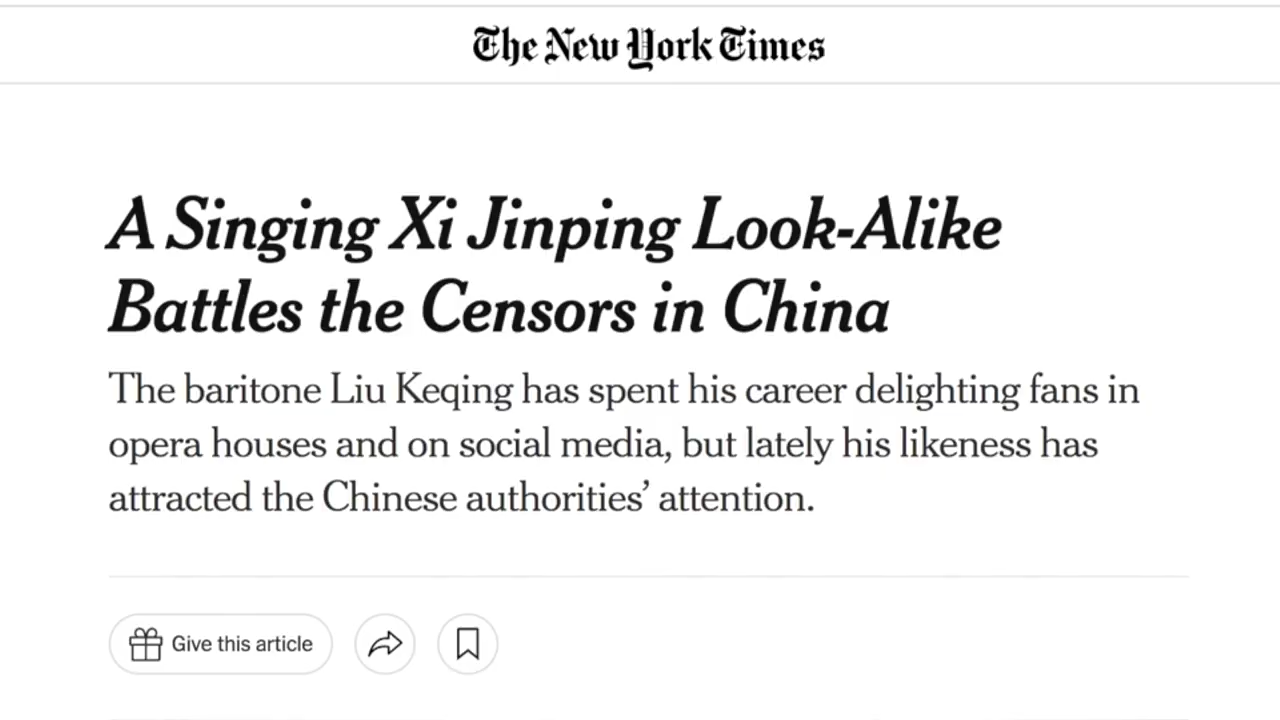 The New York Times
A Singing Xi Jinping Look-Alike
Battles the Censors in China
The baritone Liu Keqing has spent his career delighting fans in
opera houses and on social media, but lately his likeness has
attracted the Chinese authorities’ attention.
Give this article